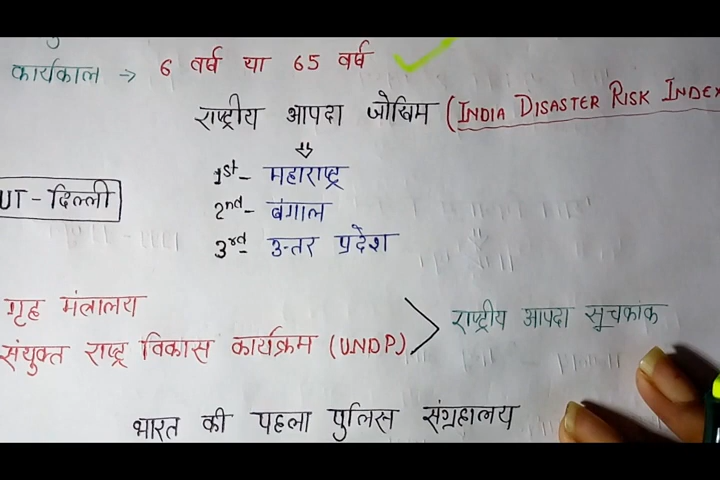 कार्यकाल → 6 वर्ष या 65 वर्ष
राष्ट्रीय आपदा जोखिम (INDIA DISASTER RISK INDEX
⇓
1st - महाराष्ट्र
UT - दिल्ली
2nd - बंगाल
3rd - उत्तर प्रदेश
गृह मंत्रालय
संयुक्त राष्ट्र विकास कार्यक्रम (UNDP)
राष्ट्रीय आपदा सूचकांक
भारत की पहला पुलिस संग्रहालय